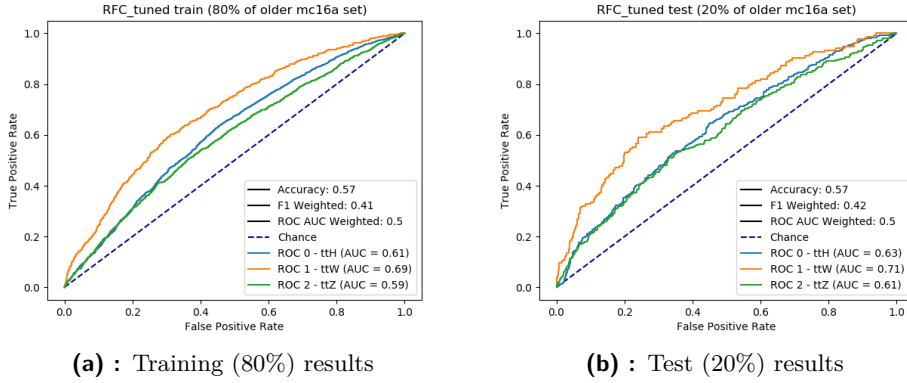 RFC_tuned train (80% of older mc16a set)
1.0
0.8
0.6
0.4
0.2
0.0
True Positive Rate
Accuracy: 0.57
F1 Weighted: 0.41
ROC AUC Weighted: 0.5
Chance
ROC 0 - ttH (AUC = 0.61)
ROC 1 - ttW (AUC = 0.69)
ROC 2 - ttZ (AUC = 0.59)
0.0 0.2 0.4 0.6 0.8 1.0
False Positive Rate
(a) : Training (80%) results
RFC_tuned test (20% of older mc16a set)
1.0
0.8
0.6
0.4
0.2
0.0
True Positive Rate
Accuracy: 0.57
F1 Weighted: 0.42
ROC AUC Weighted: 0.5
Chance
ROC 0 - ttH (AUC = 0.63)
ROC 1 - ttW (AUC = 0.71)
ROC 2 - ttZ (AUC = 0.61)
0.0 0.2 0.4 0.6 0.8 1.0
False Positive Rate
(b) : Test (20%) results